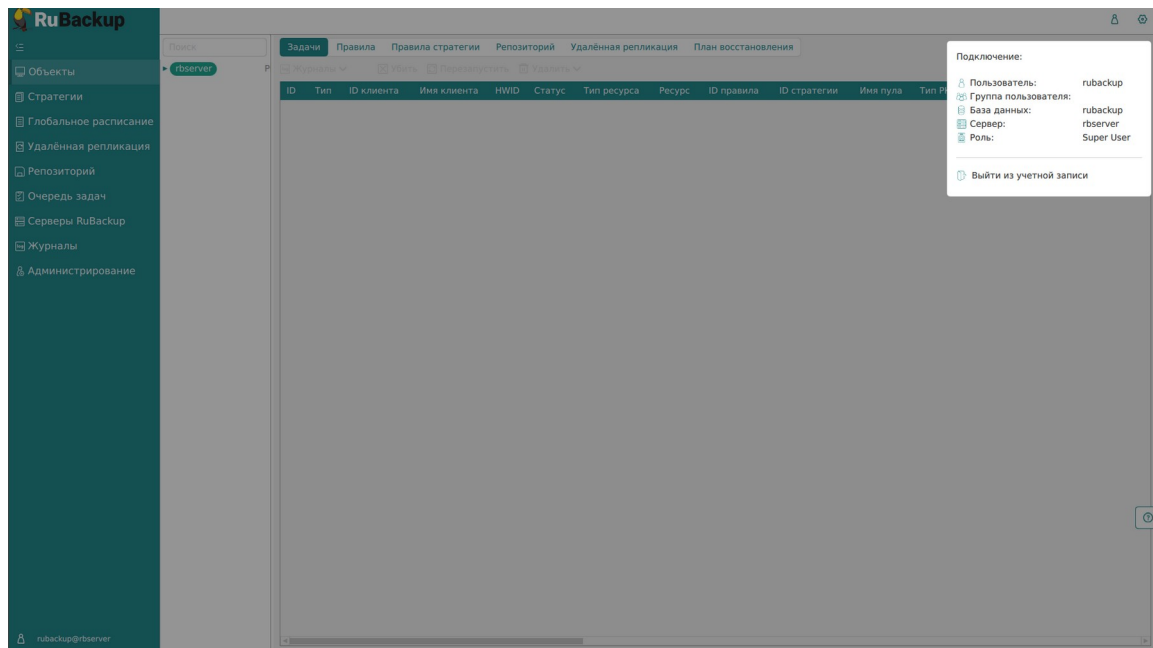 RuBackup
Объекты
Стратегии
Глобальное расписание
Удалённая репликация
Репозиторий
Очередь задач
Серверы RuBackup
Журналы
Администрирование
rubackup@rbserver
Поиск
rbserver
Задачи Правила Правила стратегии Репозиторий Удалённая репликация План восстановления
Журналы Убить Перезапустить Удалить
ID Тип ID клиента Имя клиента HWID Статус Тип ресурса Ресурс ID правила ID стратегии Имя пула Тип РК
Подключение:
Пользователь: rubackup
Группа пользователя:
База данных: rubackup
Сервер: rbserver
Роль: Super User
Выйти из учетной записи